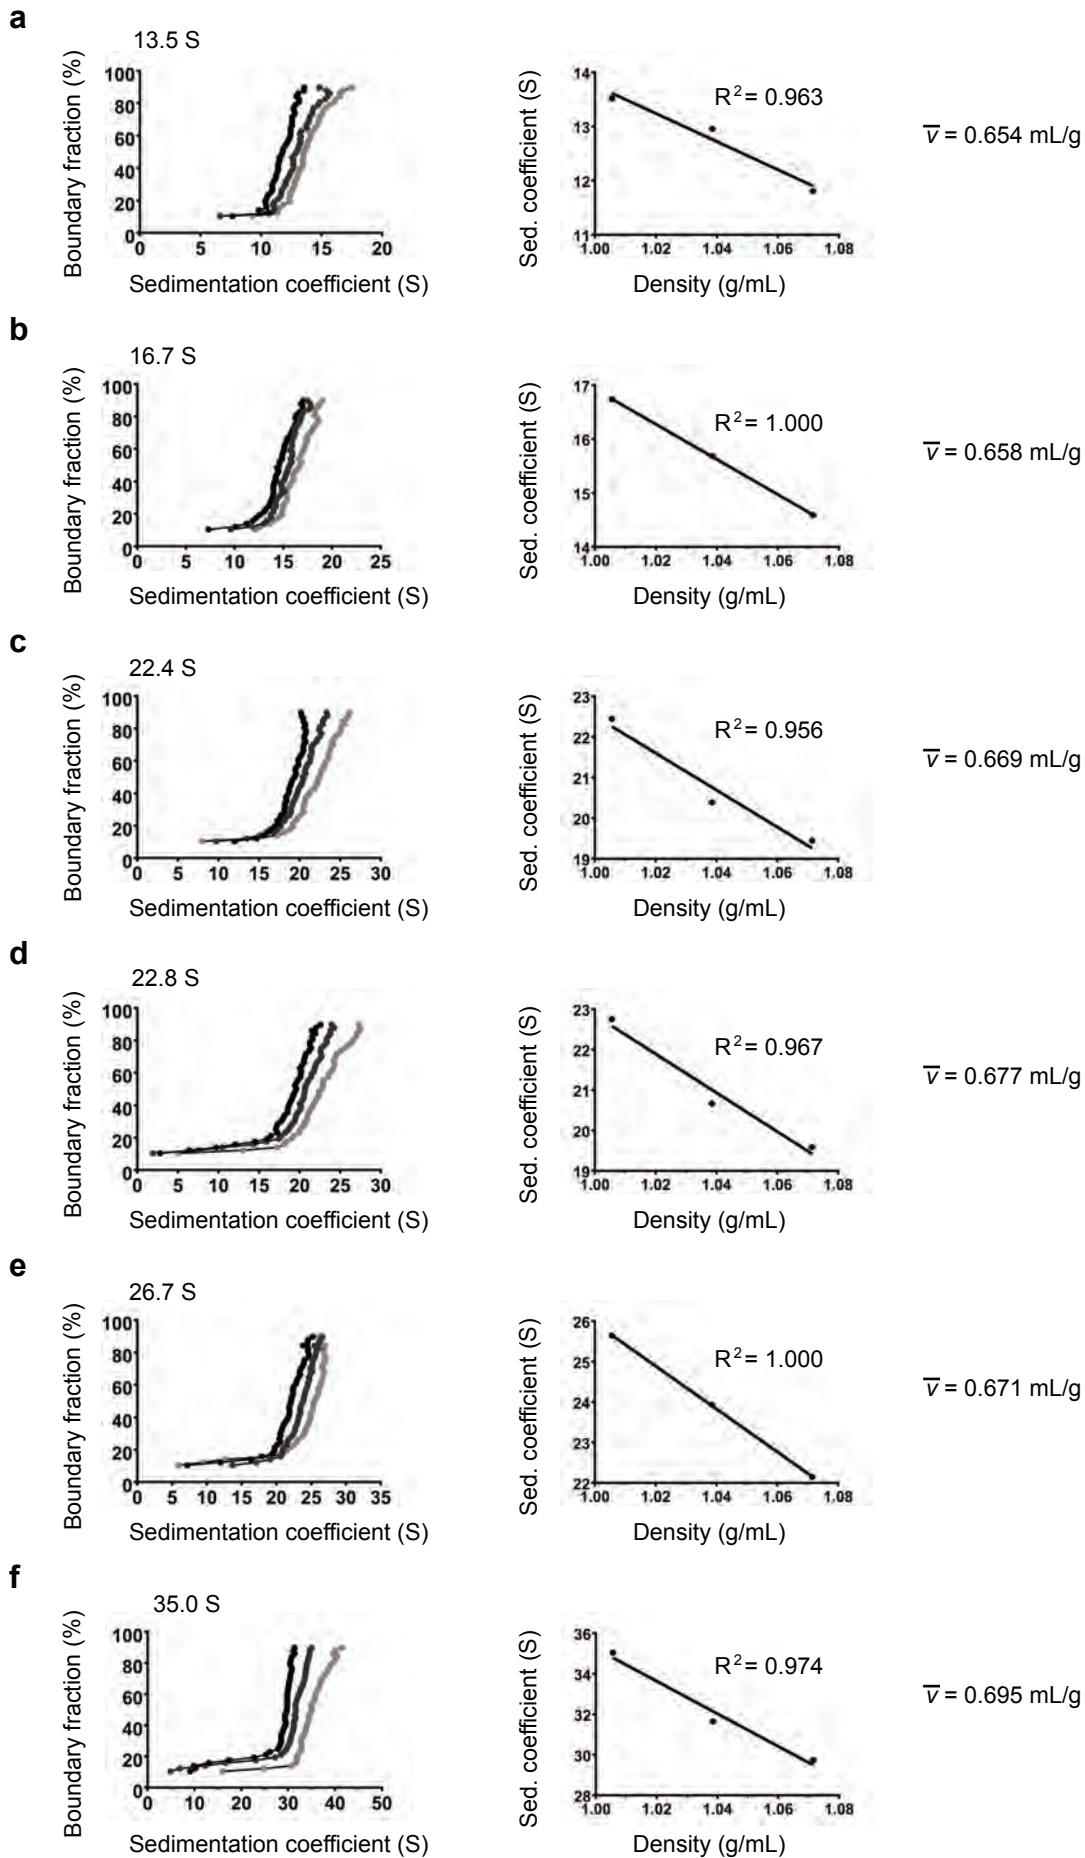 a
13.5 S
Boundary fraction (%)
100
80
60
40
20
0
0 5 10 15 20
Sedimentation coefficient (S)
Sed. coefficient (S)
14
13
12
11
R² = 0.963
1.00 1.02 1.04 1.06 1.08
Density (g/mL)
v̅ = 0.654 mL/g
b
16.7 S
Boundary fraction (%)
100
80
60
40
20
0
0 5 10 15 20 25
Sedimentation coefficient (S)
Sed. coefficient (S)
17
16
15
14
R² = 1.000
1.00 1.02 1.04 1.06 1.08
Density (g/mL)
v̅ = 0.658 mL/g
c
22.4 S
Boundary fraction (%)
100
80
60
40
20
0
0 5 10 15 20 25 30
Sedimentation coefficient (S)
Sed. coefficient (S)
23
22
21
20
19
R² = 0.956
1.00 1.02 1.04 1.06 1.08
Density (g/mL)
v̅ = 0.669 mL/g
d
22.8 S
Boundary fraction (%)
100
80
60
40
20
0
0 5 10 15 20 25 30
Sedimentation coefficient (S)
Sed. coefficient (S)
23
22
21
20
19
R² = 0.967
1.00 1.02 1.04 1.06 1.08
Density (g/mL)
v̅ = 0.677 mL/g
e
26.7 S
Boundary fraction (%)
100
80
60
40
20
0
0 5 10 15 20 25 30 35
Sedimentation coefficient (S)
Sed. coefficient (S)
26
25
24
23
22
R² = 1.000
1.00 1.02 1.04 1.06 1.08
Density (g/mL)
v̅ = 0.671 mL/g
f
35.0 S
Boundary fraction (%)
100
80
60
40
20
0
0 10 20 30 40 50
Sedimentation coefficient (S)
Sed. coefficient (S)
36
34
32
30
28
R² = 0.974
1.00 1.02 1.04 1.06 1.08
Density (g/mL)
v̅ = 0.695 mL/g